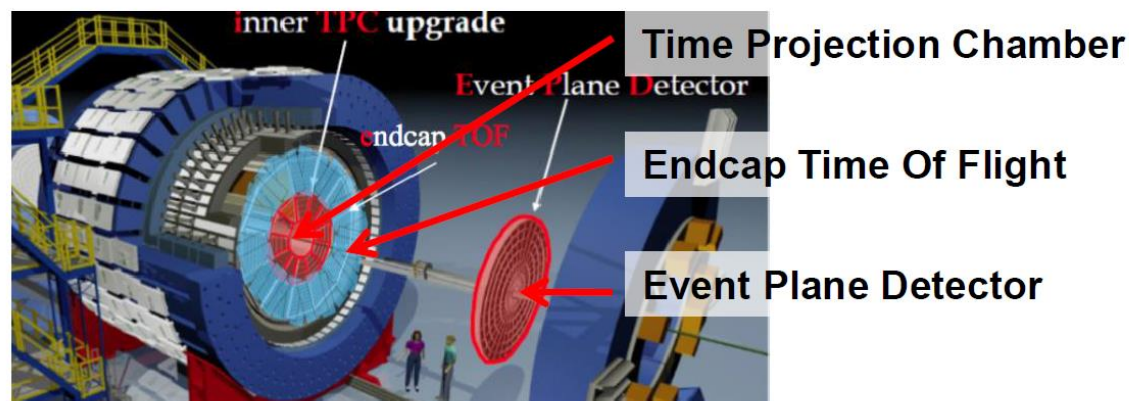 inner TPC upgrade
Time Projection Chamber
Event Plane Detector
endcap TOF
Endcap Time Of Flight
Event Plane Detector